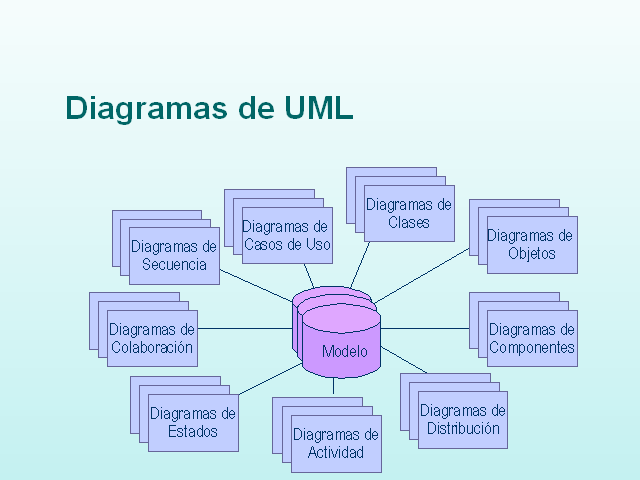 Diagramas de UML
Diagramas de
Clases
Diagramas de
Casos de Uso
Diagramas de
Objetos
Diagramas de
Secuencia
Diagramas de
Colaboración
Modelo
Diagramas de
Componentes
Diagramas de
Estados
Diagramas de
Distribución
Diagramas de
Actividad